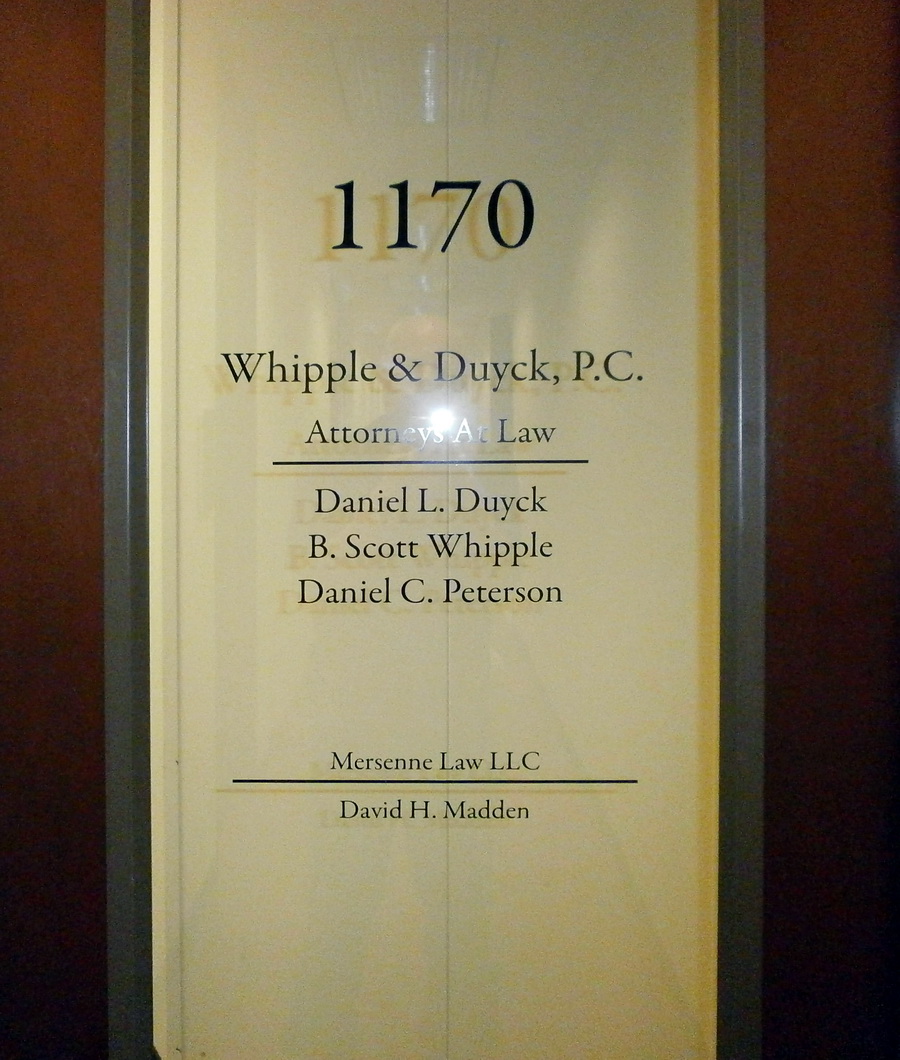 1170
Whipple & Duyck, P.C.
Attorneys At Law
Daniel L. Duyck
B. Scott Whipple
Daniel C. Peterson
Mersenne Law LLC
David H. Madden